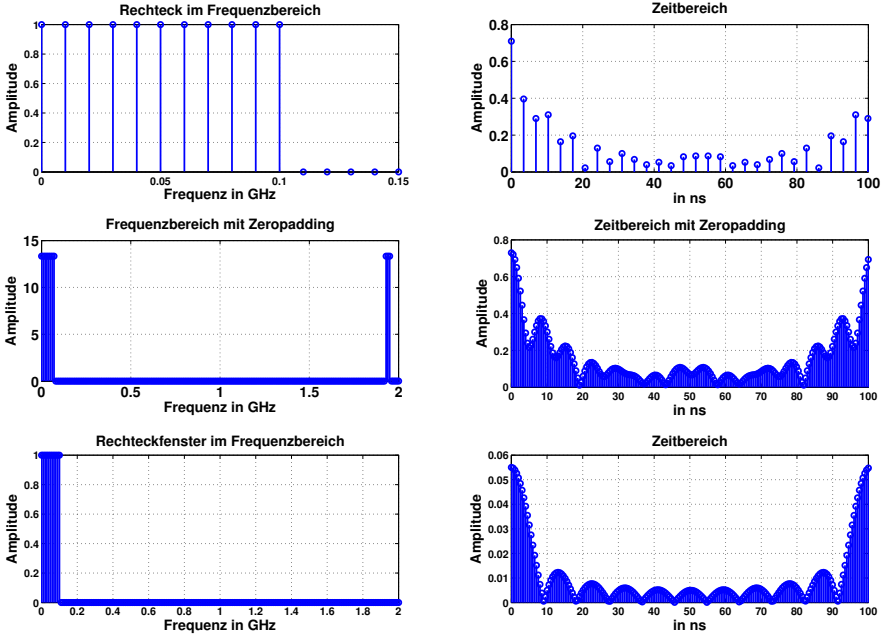 Rechteck im Frequenzbereich
Amplitude
1
0.8
0.6
0.4
0.2
0
0 0.05 0.1 0.15
Frequenz in GHz
Zeitbereich
Amplitude
0.8
0.6
0.4
0.2
0
0 20 40 60 80 100
in ns
Frequenzbereich mit Zeropadding
Amplitude
15
10
5
0
0 0.5 1 1.5 2
Frequenz in GHz
Zeitbereich mit Zeropadding
Amplitude
0.8
0.6
0.4
0.2
0
0 10 20 30 40 50 60 70 80 90 100
in ns
Rechteckfenster im Frequenzbereich
Amplitude
1
0.8
0.6
0.4
0.2
0
0 0.2 0.4 0.6 0.8 1 1.2 1.4 1.6 1.8 2
Frequenz in GHz
Zeitbereich
Amplitude
0.06
0.05
0.04
0.03
0.02
0.01
0
0 10 20 30 40 50 60 70 80 90 100
in ns